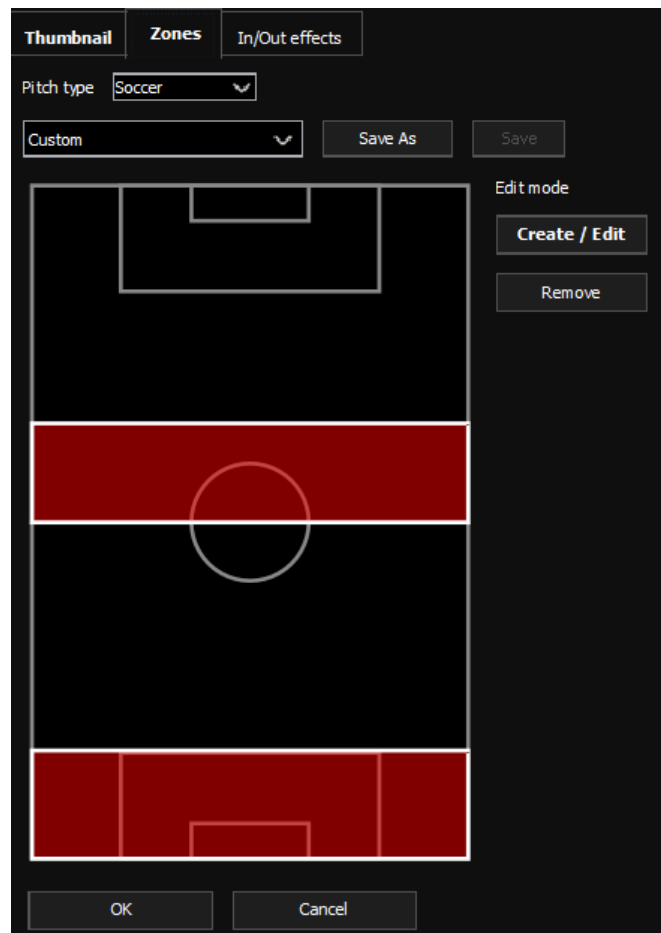 Thumbnail Zones In/Out effects
Pitch type Soccer
Custom Save As Save
Edit mode
Create / Edit
Remove
OK Cancel